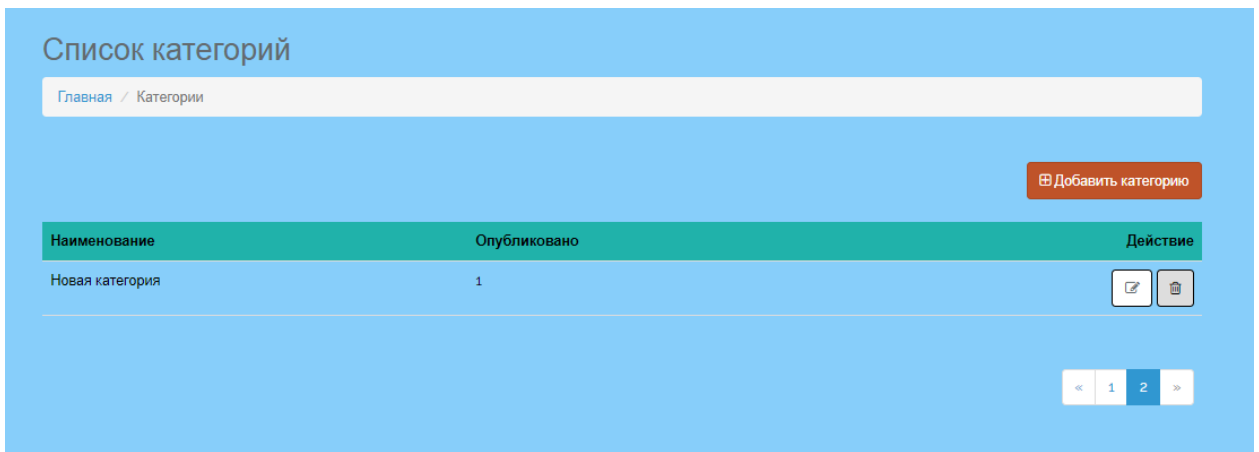 Список категорий
Главная / Категории
Добавить категорию
Наименование Опубликовано Действие
Новая категория 1
« 1 2 »